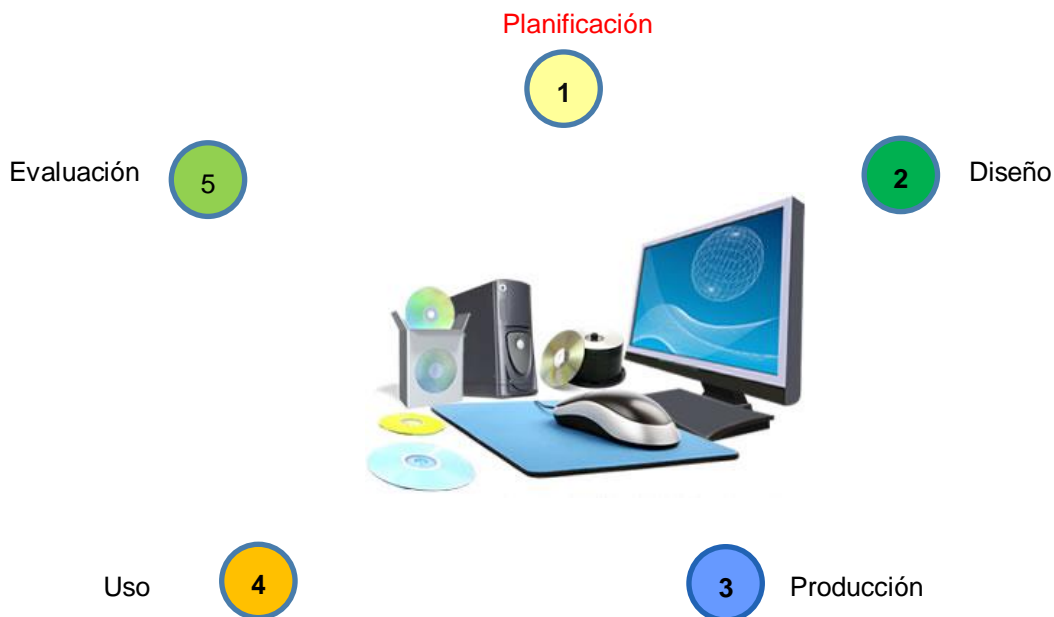 Planificación
1
Evaluación
5
2
Diseño
Uso
4
3
Producción